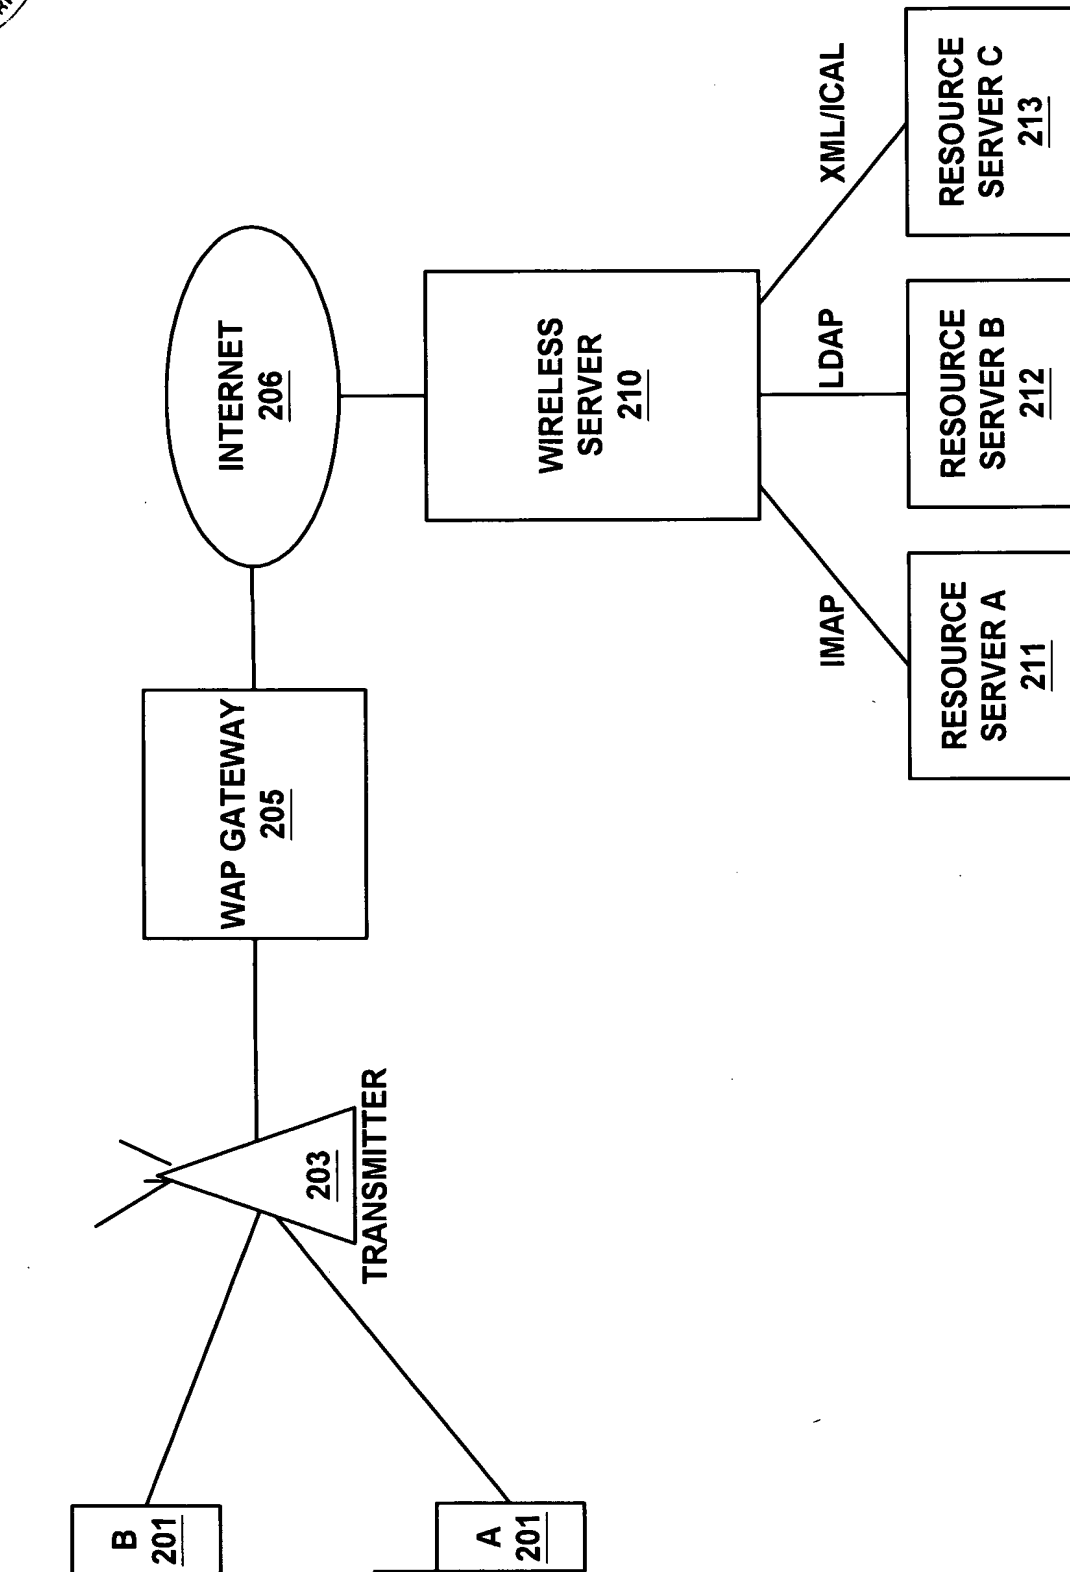 B
201
A
201
203
TRANSMITTER
WAP GATEWAY
205
INTERNET
206
WIRELESS
SERVER
210
IMAP
LDAP
XML/ICAL
RESOURCE
SERVER A
211
RESOURCE
SERVER B
212
RESOURCE
SERVER C
213